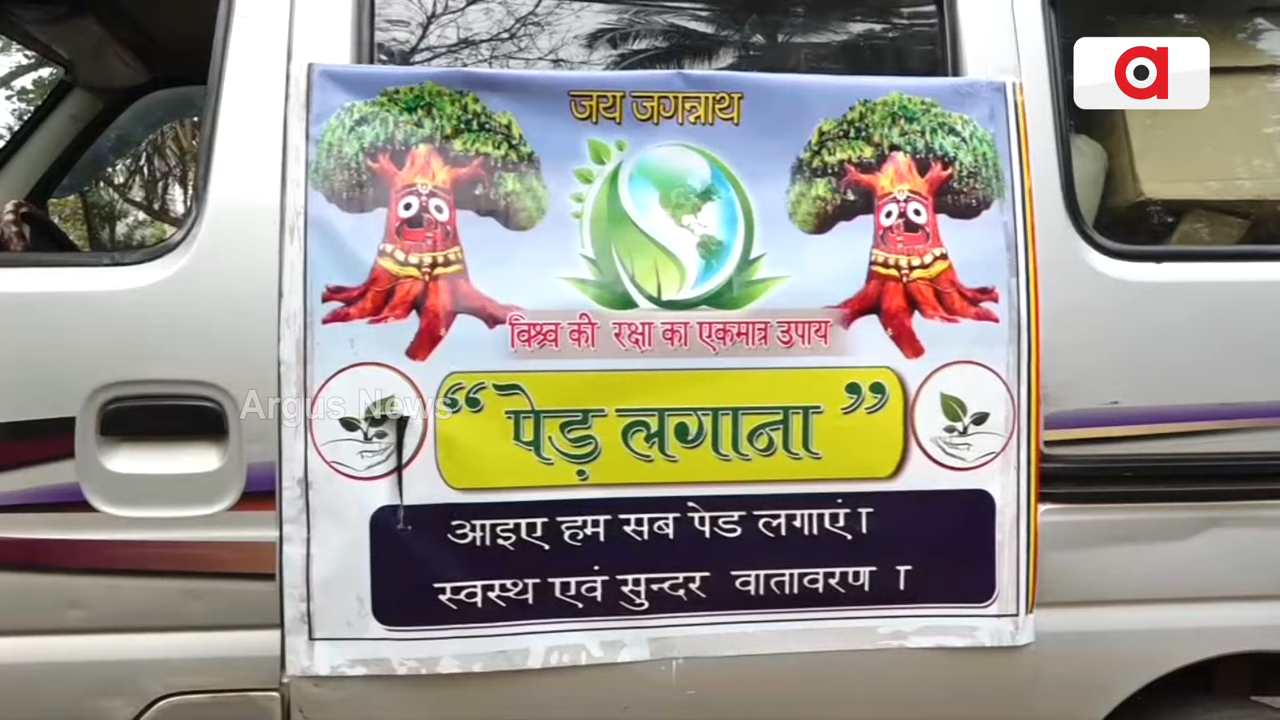 जय जगन्नाथ
विश्व की रक्षा का एकमात्र उपाय
“ पेड़ लगाना ”
आइए हम सब पेड लगाएं।
स्वस्थ एवं सुन्दर वातावरण ।
Argus News
a